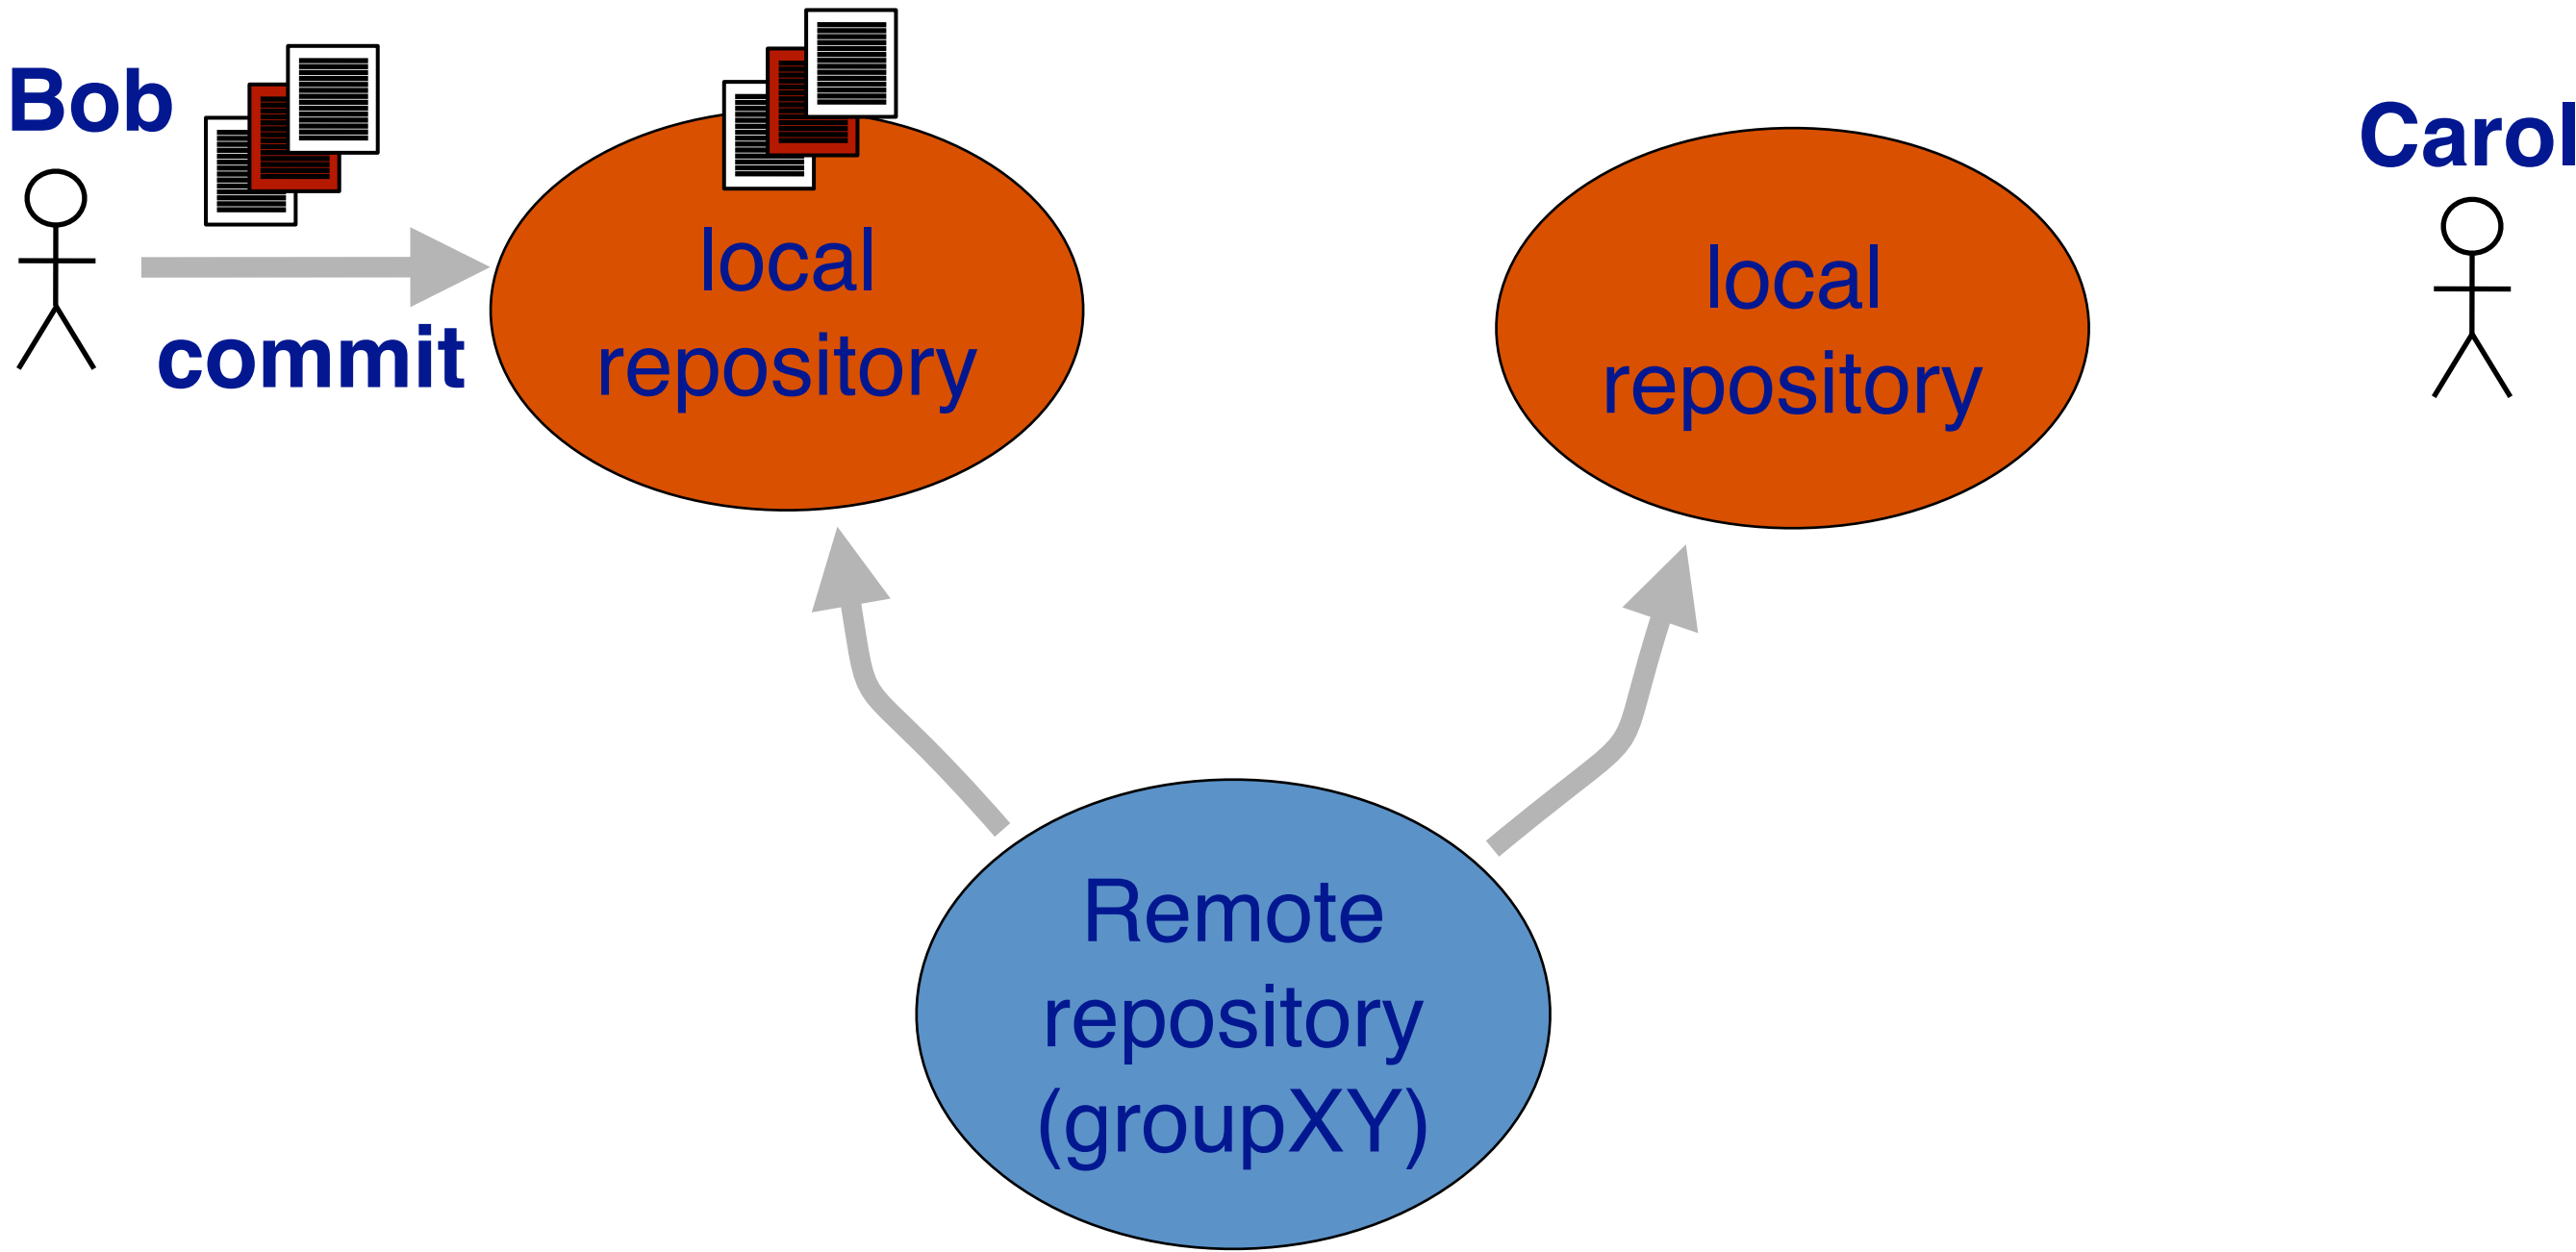 Bob
Carol
local
repository
commit
local
repository
Remote
repository
(groupXY)